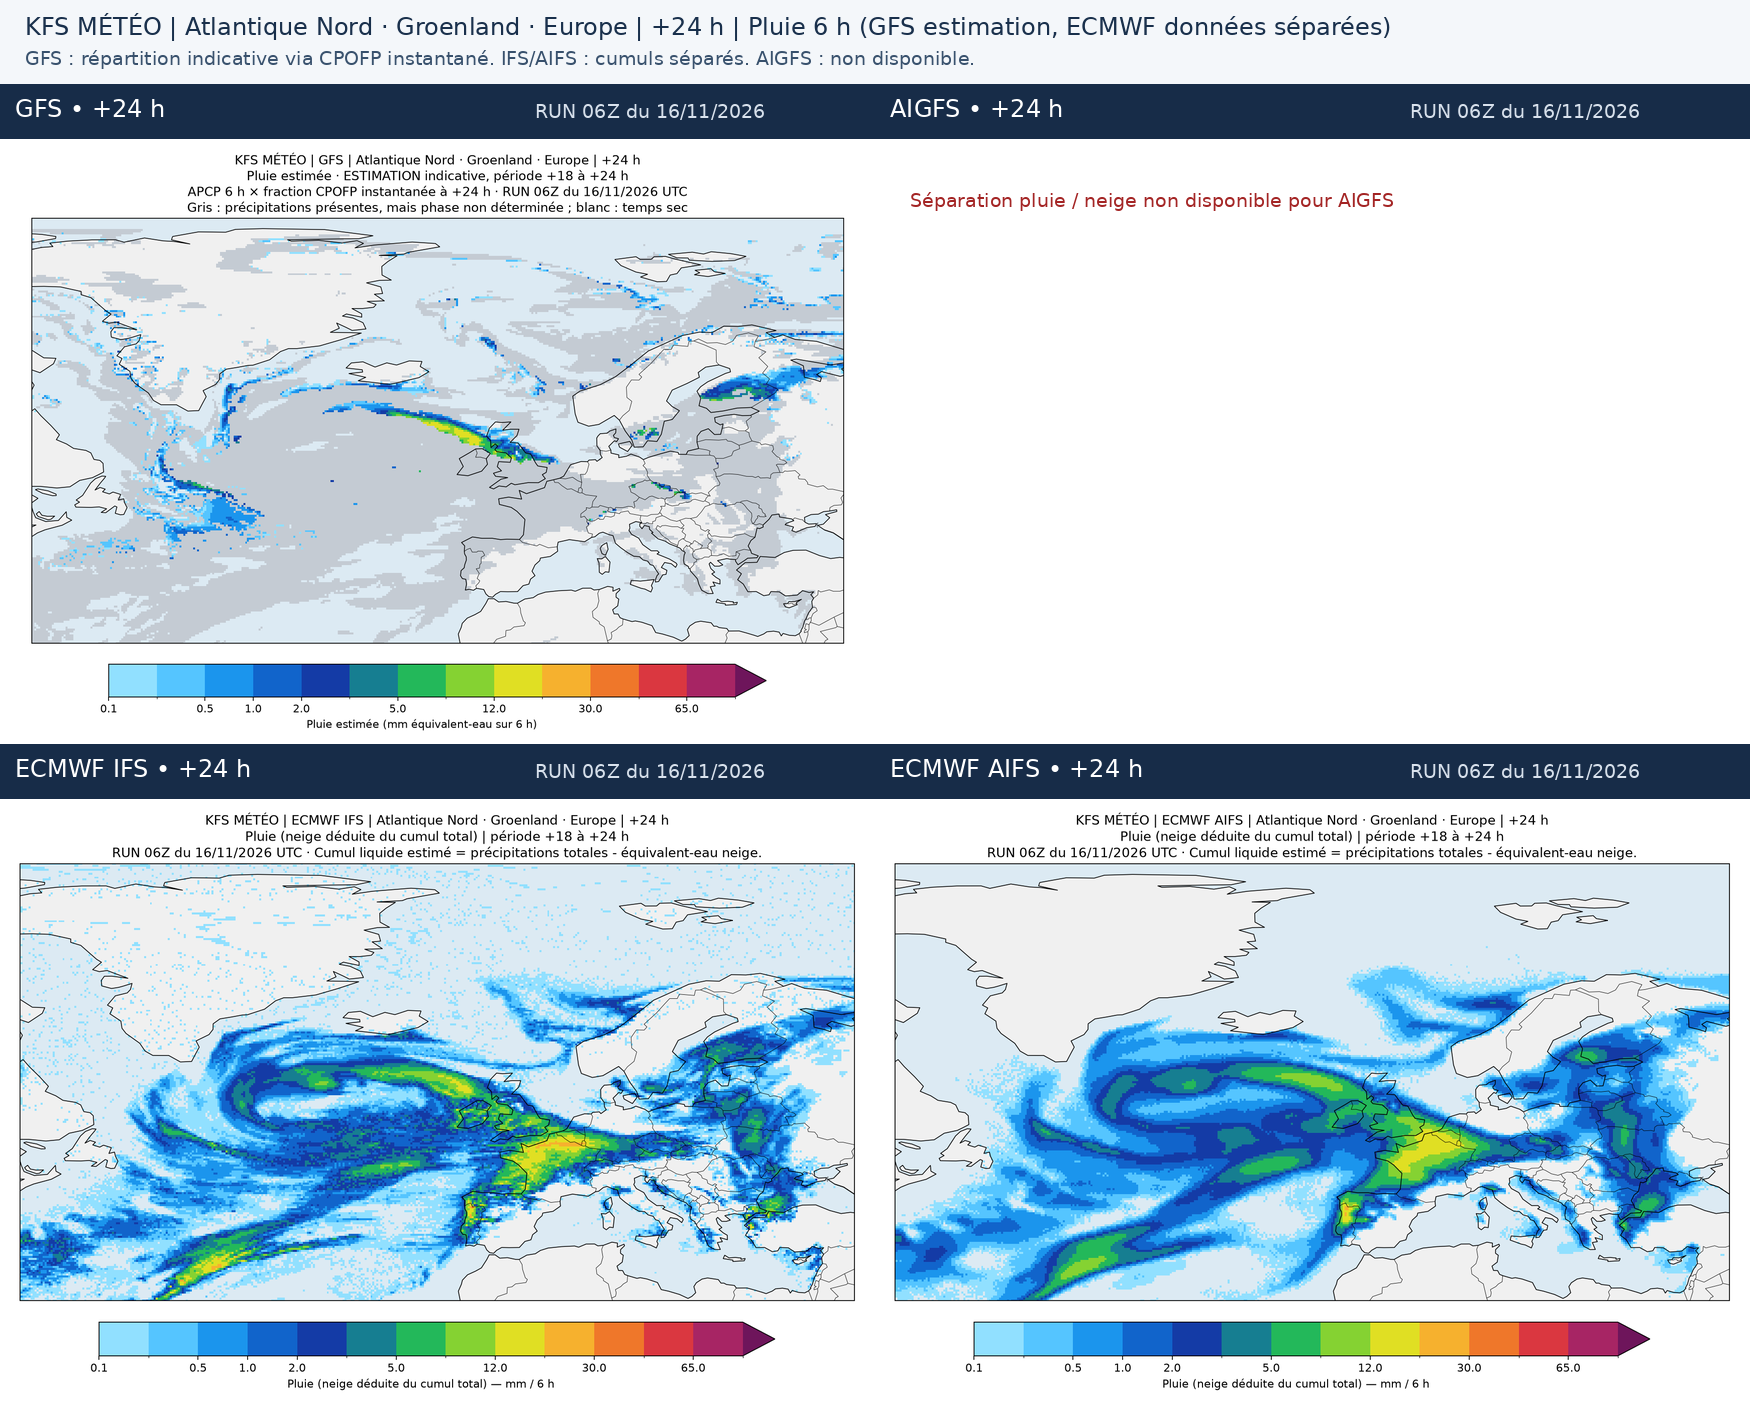 KFS MÉTÉO | Atlantique Nord · Groenland · Europe | +24 h | Pluie 6 h (GFS estimation, ECMWF données séparées)
GFS : répartition indicative via CPOFP instantané. IFS/AIFS : cumuls séparés. AIGFS : non disponible.
GFS • +24 h
RUN 06Z du 16/11/2026
AIGFS • +24 h
RUN 06Z du 16/11/2026
KFS MÉTÉO | GFS | Atlantique Nord · Groenland · Europe | +24 h
Pluie estimée · ESTIMATION indicative, période +18 à +24 h
APCP 6 h × fraction CPOFP instantanée à +24 h · RUN 06Z du 16/11/2026 UTC
Gris : précipitations présentes, mais phase non déterminée ; blanc : temps sec
Séparation pluie / neige non disponible pour AIGFS
0.1 0.5 1.0 2.0 5.0 12.0 30.0 65.0
Pluie estimée (mm équivalent-eau sur 6 h)
ECMWF IFS • +24 h
RUN 06Z du 16/11/2026
ECMWF AIFS • +24 h
RUN 06Z du 16/11/2026
KFS MÉTÉO | ECMWF IFS | Atlantique Nord · Groenland · Europe | +24 h
Pluie (neige déduite du cumul total) | période +18 à +24 h
RUN 06Z du 16/11/2026 UTC · Cumul liquide estimé = précipitations totales - équivalent-eau neige.
0.1 0.5 1.0 2.0 5.0 12.0 30.0 65.0
Pluie (neige déduite du cumul total) — mm / 6 h
KFS MÉTÉO | ECMWF AIFS | Atlantique Nord · Groenland · Europe | +24 h
Pluie (neige déduite du cumul total) | période +18 à +24 h
RUN 06Z du 16/11/2026 UTC · Cumul liquide estimé = précipitations totales - équivalent-eau neige.
0.1 0.5 1.0 2.0 5.0 12.0 30.0 65.0
Pluie (neige déduite du cumul total) — mm / 6 h